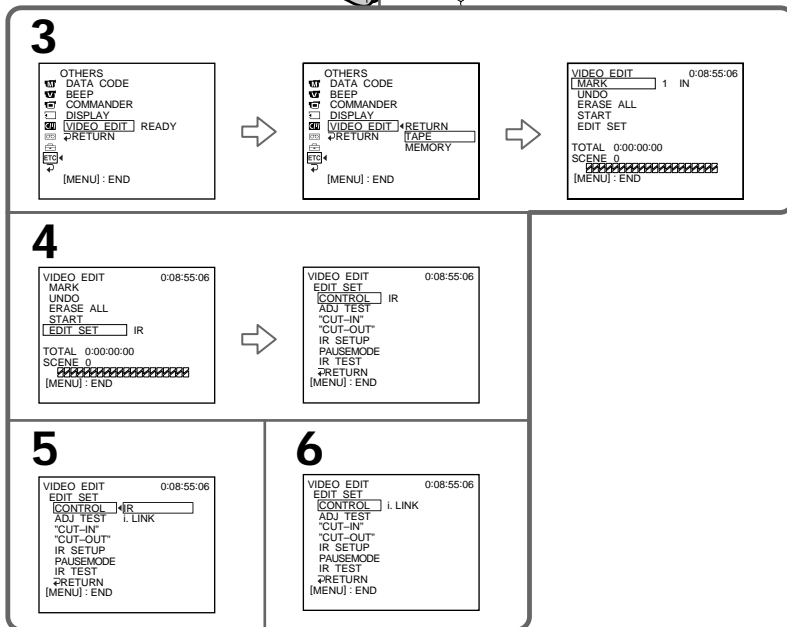 3
OTHERS
DATA CODE
BEEP
COMMANDER
DISPLAY
VIDEO EDIT READY
RETURN
ETC
[MENU] : END
OTHERS
DATA CODE
BEEP
COMMANDER
DISPLAY
VIDEO EDIT RETURN
RETURN TAPE
MEMORY
ETC
[MENU] : END
VIDEO EDIT 0:08:55:06
MARK 1 IN
UNDO
ERASE ALL
START
EDIT SET
TOTAL 0:00:00:00
SCENE 0
[MENU] : END
4
VIDEO EDIT 0:08:55:06
MARK
UNDO
ERASE ALL
START
EDIT SET IR
TOTAL 0:00:00:00
SCENE 0
[MENU] : END
VIDEO EDIT 0:08:55:06
EDIT SET
CONTROL IR
ADJ TEST
"CUT–IN"
"CUT–OUT"
IR SETUP
PAUSEMODE
IR TEST
RETURN
[MENU] : END
5
VIDEO EDIT 0:08:55:06
EDIT SET
CONTROL IR
ADJ TEST i. LINK
"CUT–IN"
"CUT–OUT"
IR SETUP
PAUSEMODE
IR TEST
RETURN
[MENU] : END
6
VIDEO EDIT 0:08:55:06
EDIT SET
CONTROL i. LINK
ADJ TEST
"CUT–IN"
"CUT–OUT"
IR SETUP
PAUSEMODE
IR TEST
RETURN
[MENU] : END